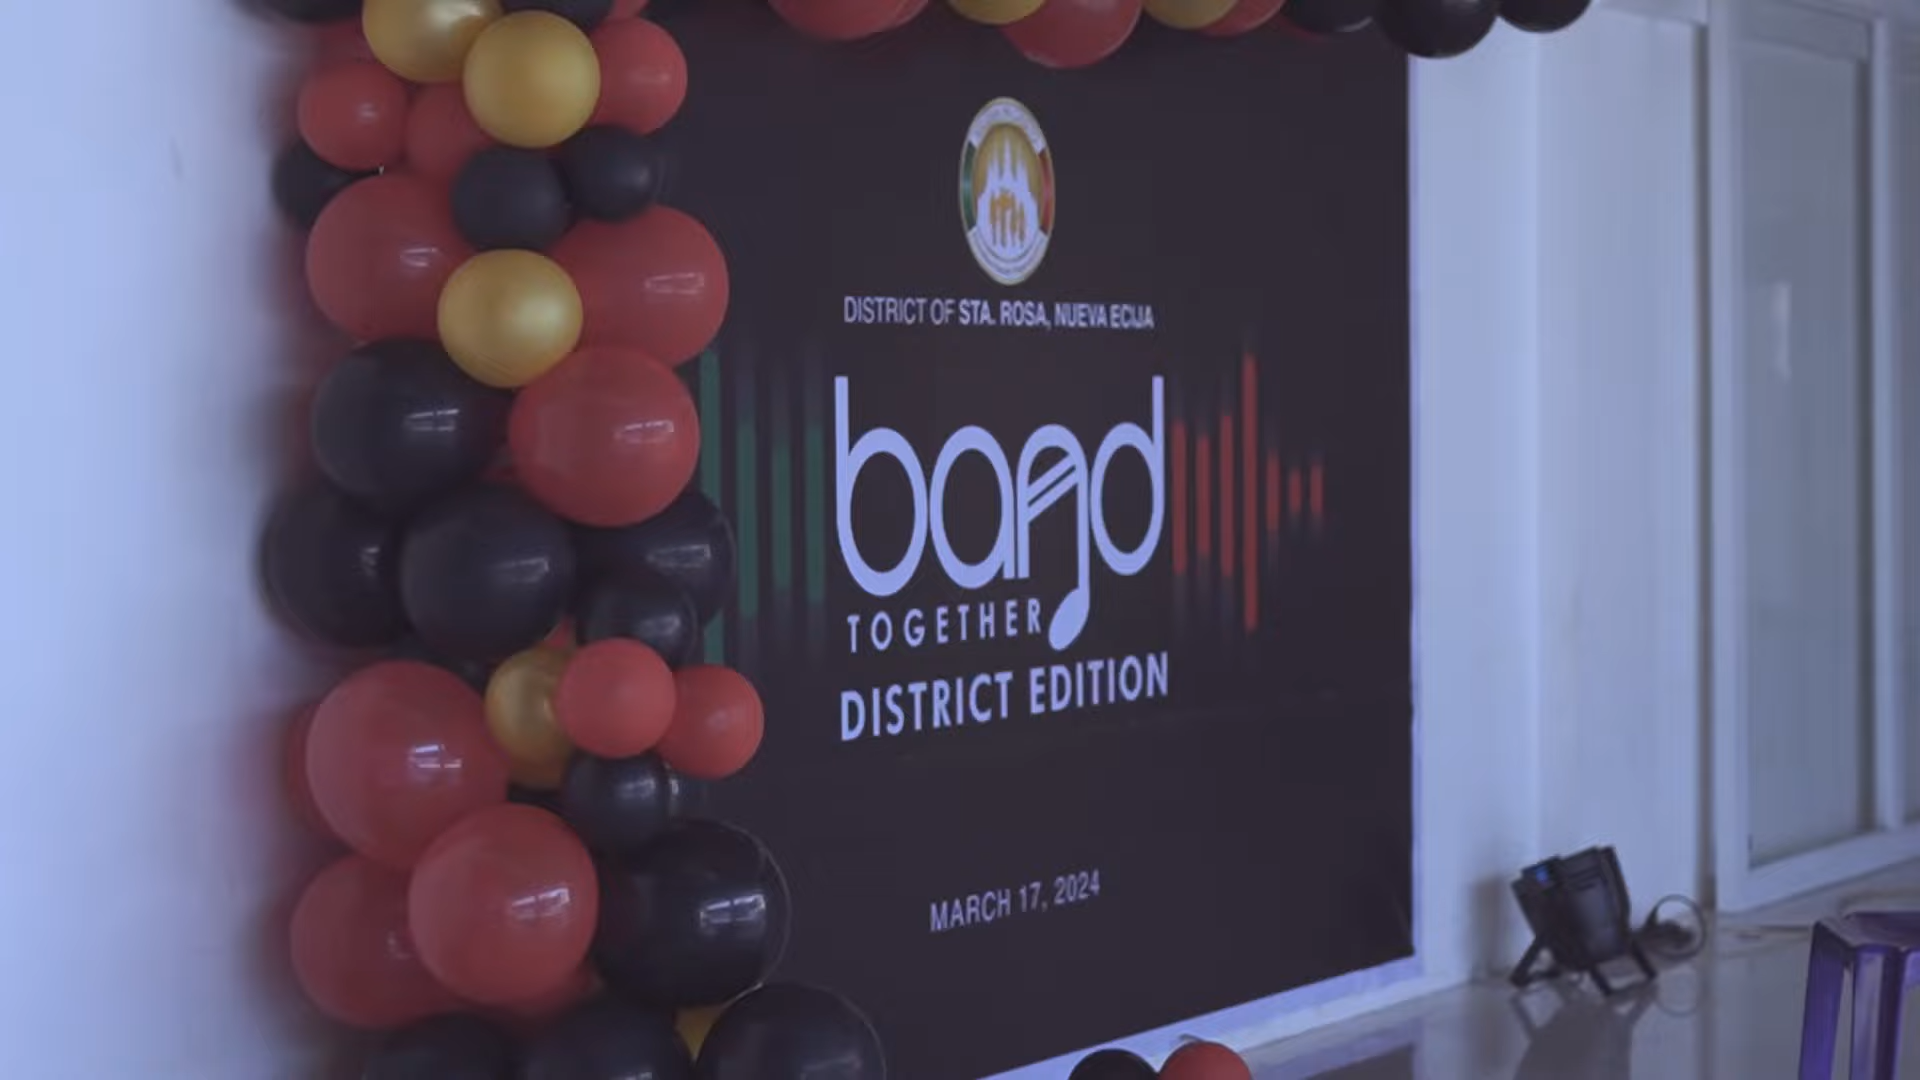 DISTRICT OF STA. ROSA, NUEVA ECIJA
band
TOGETHER
DISTRICT EDITION
MARCH 17, 2024